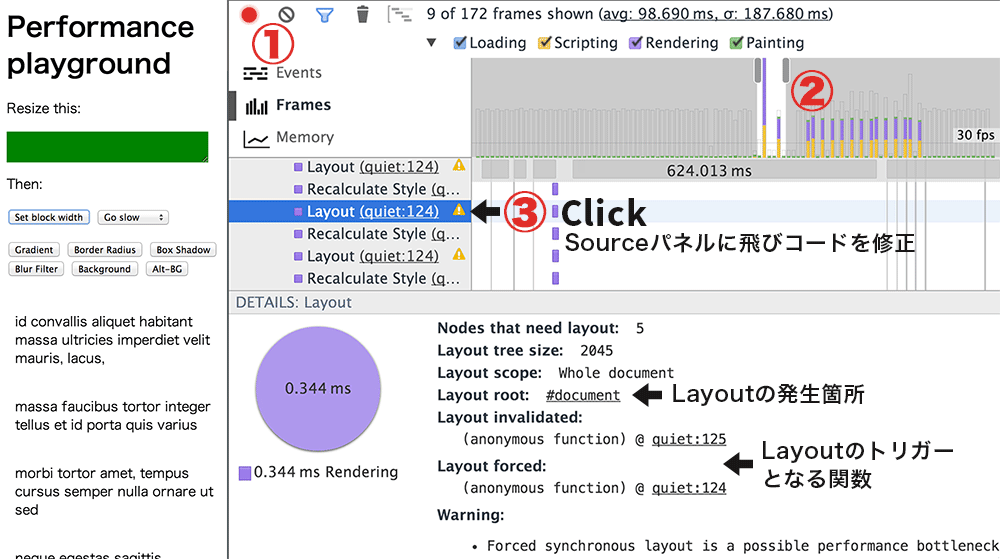 Performance
playground
Resize this:
Then:
Set block width
Go slow
Gradient
Border Radius
Box Shadow
Blur Filter
Background
Alt-BG
id convallis aliquet habitant
massa ultricies imperdiet velit
mauris, lacus,
massa faucibus tortor integer
tellus et id porta quis varius
morbi tortor amet, tempus
cursus semper nulla ornare ut
sed
neque egestas sagittis
9 of 172 frames shown (avg: 98.690 ms, σ: 187.680 ms)
①
Loading
Scripting
Rendering
Painting
Events
Frames
Memory
②
30 fps
624.013 ms
Layout (quiet:124)
Recalculate Style (q...
Layout (quiet:124)
Recalculate Style (q...
Layout (quiet:124)
Recalculate Style (q...
③ Click
Sourceパネルに飛びコードを修正
DETAILS: Layout
0.344 ms
0.344 ms Rendering
Nodes that need layout: 5
Layout tree size: 2045
Layout scope: Whole document
Layout root: #document
Layoutの発生箇所
Layout invalidated:
(anonymous function) @ quiet:125
Layout forced:
(anonymous function) @ quiet:124
Layoutのトリガー
となる関数
Warning:
• Forced synchronous layout is a possible performance bottleneck